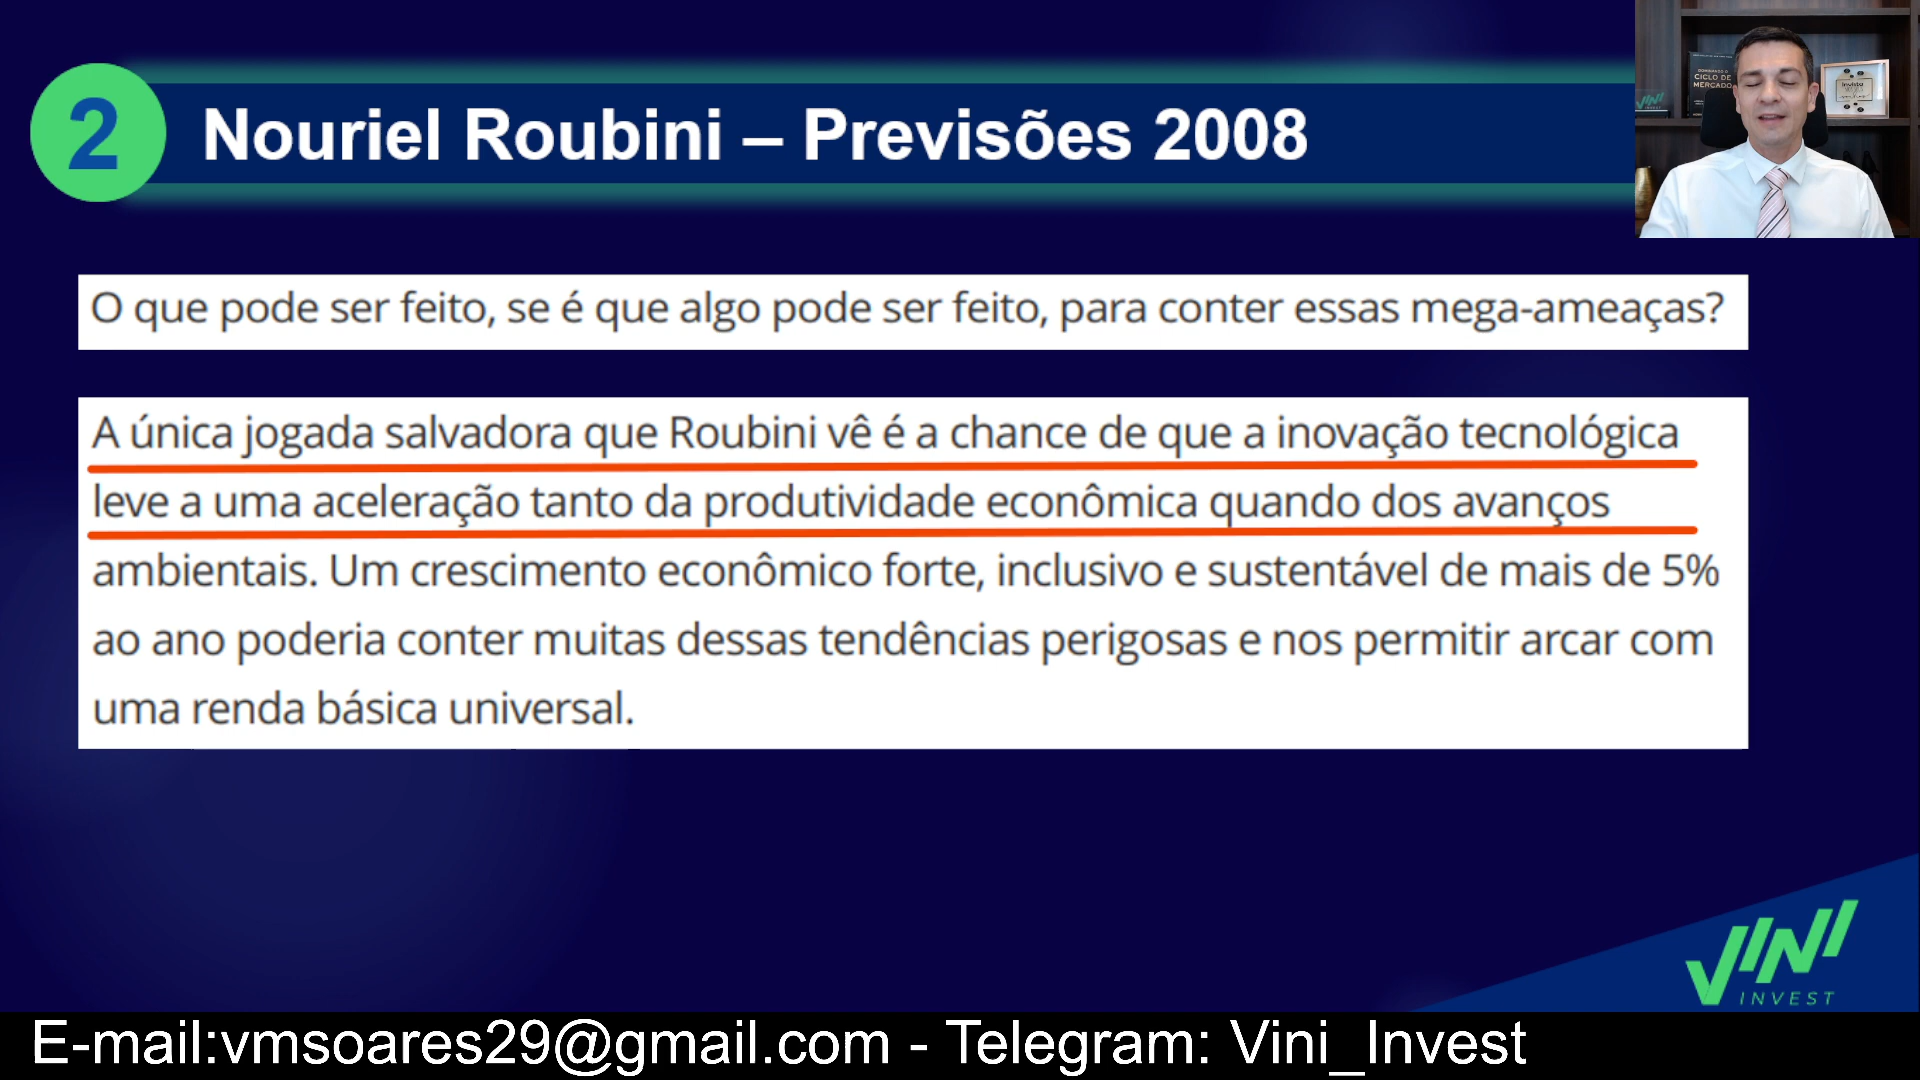 2
Nouriel Roubini – Previsões 2008
CICLO DE
MERCADO
O que pode ser feito, se é que algo pode ser feito, para conter essas mega-ameaças?
A única jogada salvadora que Roubini vê é a chance de que a inovação tecnológica
leve a uma aceleração tanto da produtividade econômica quando dos avanços
ambientais. Um crescimento econômico forte, inclusivo e sustentável de mais de 5%
ao ano poderia conter muitas dessas tendências perigosas e nos permitir arcar com
uma renda básica universal.
VINI
INVEST
E-mail:vmsoares29@gmail.com - Telegram: Vini_Invest